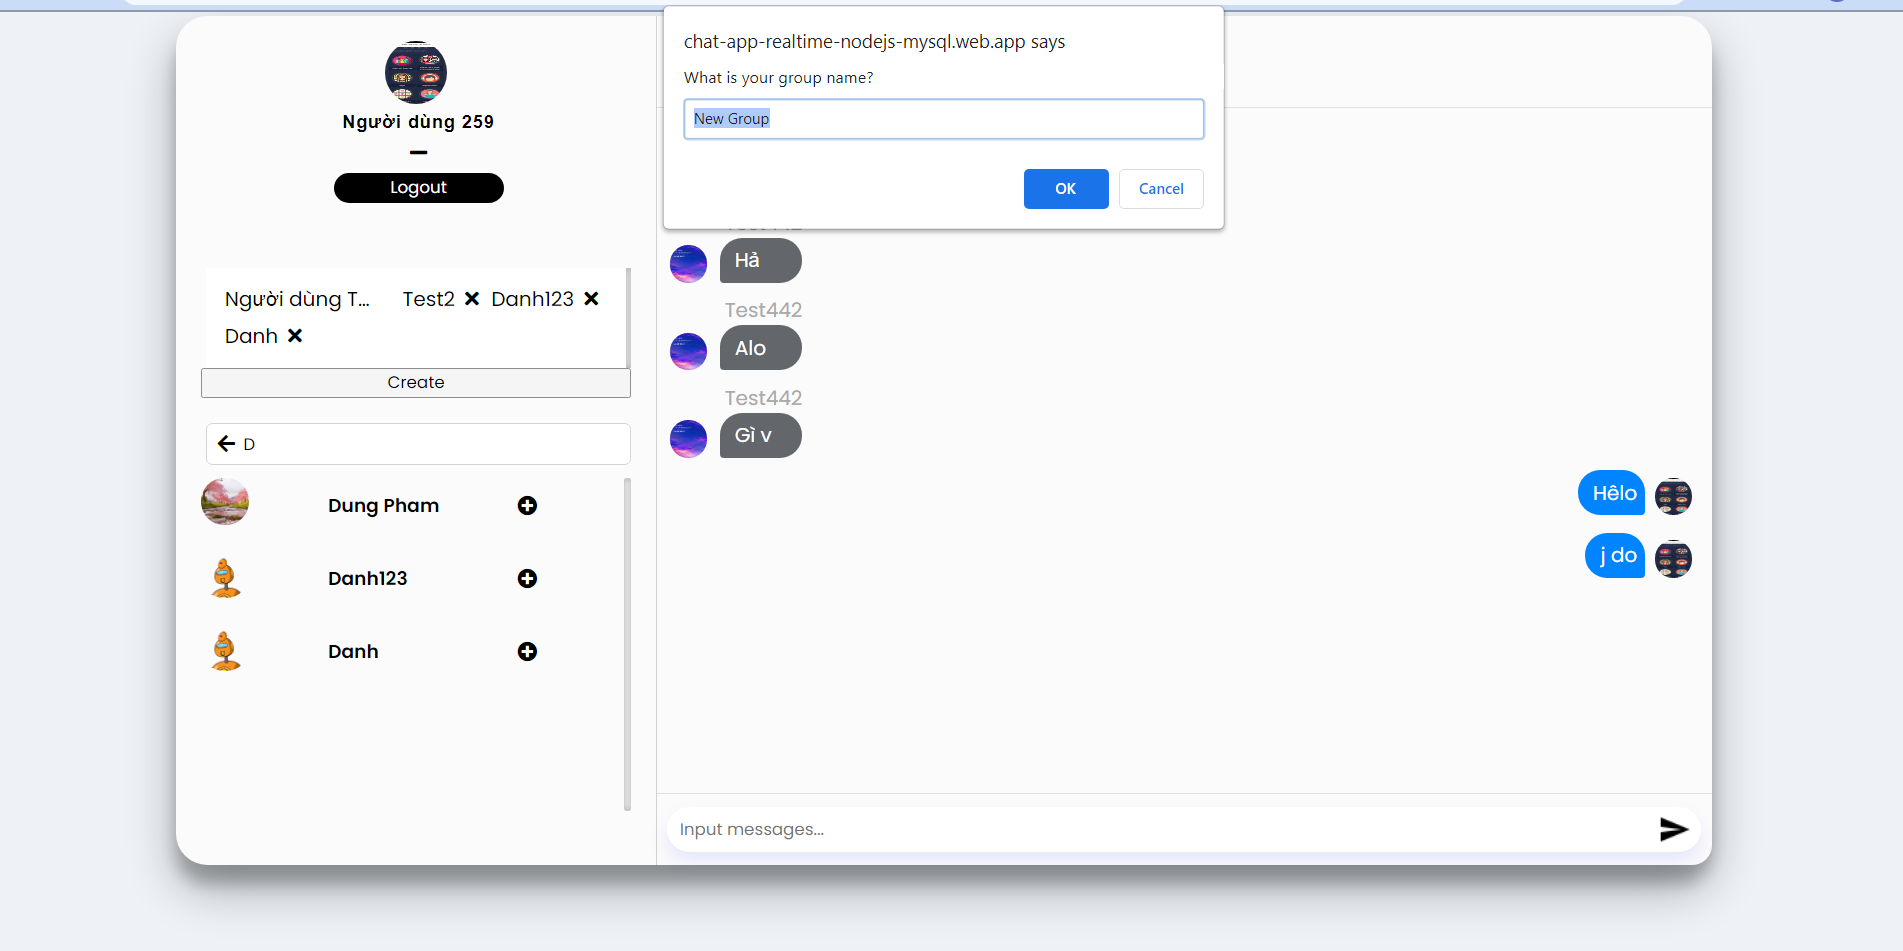 chat-app-realtime-nodejs-mysql.web.app says
What is your group name?
New Group
OK
Cancel
Người dùng 259
Logout
Người dùng T...
Test2
Danh123
Danh
Create
D
Dung Pham
Danh123
Danh
Hả
Test442
Alo
Test442
Gì v
Hêlo
j do
Input messages...